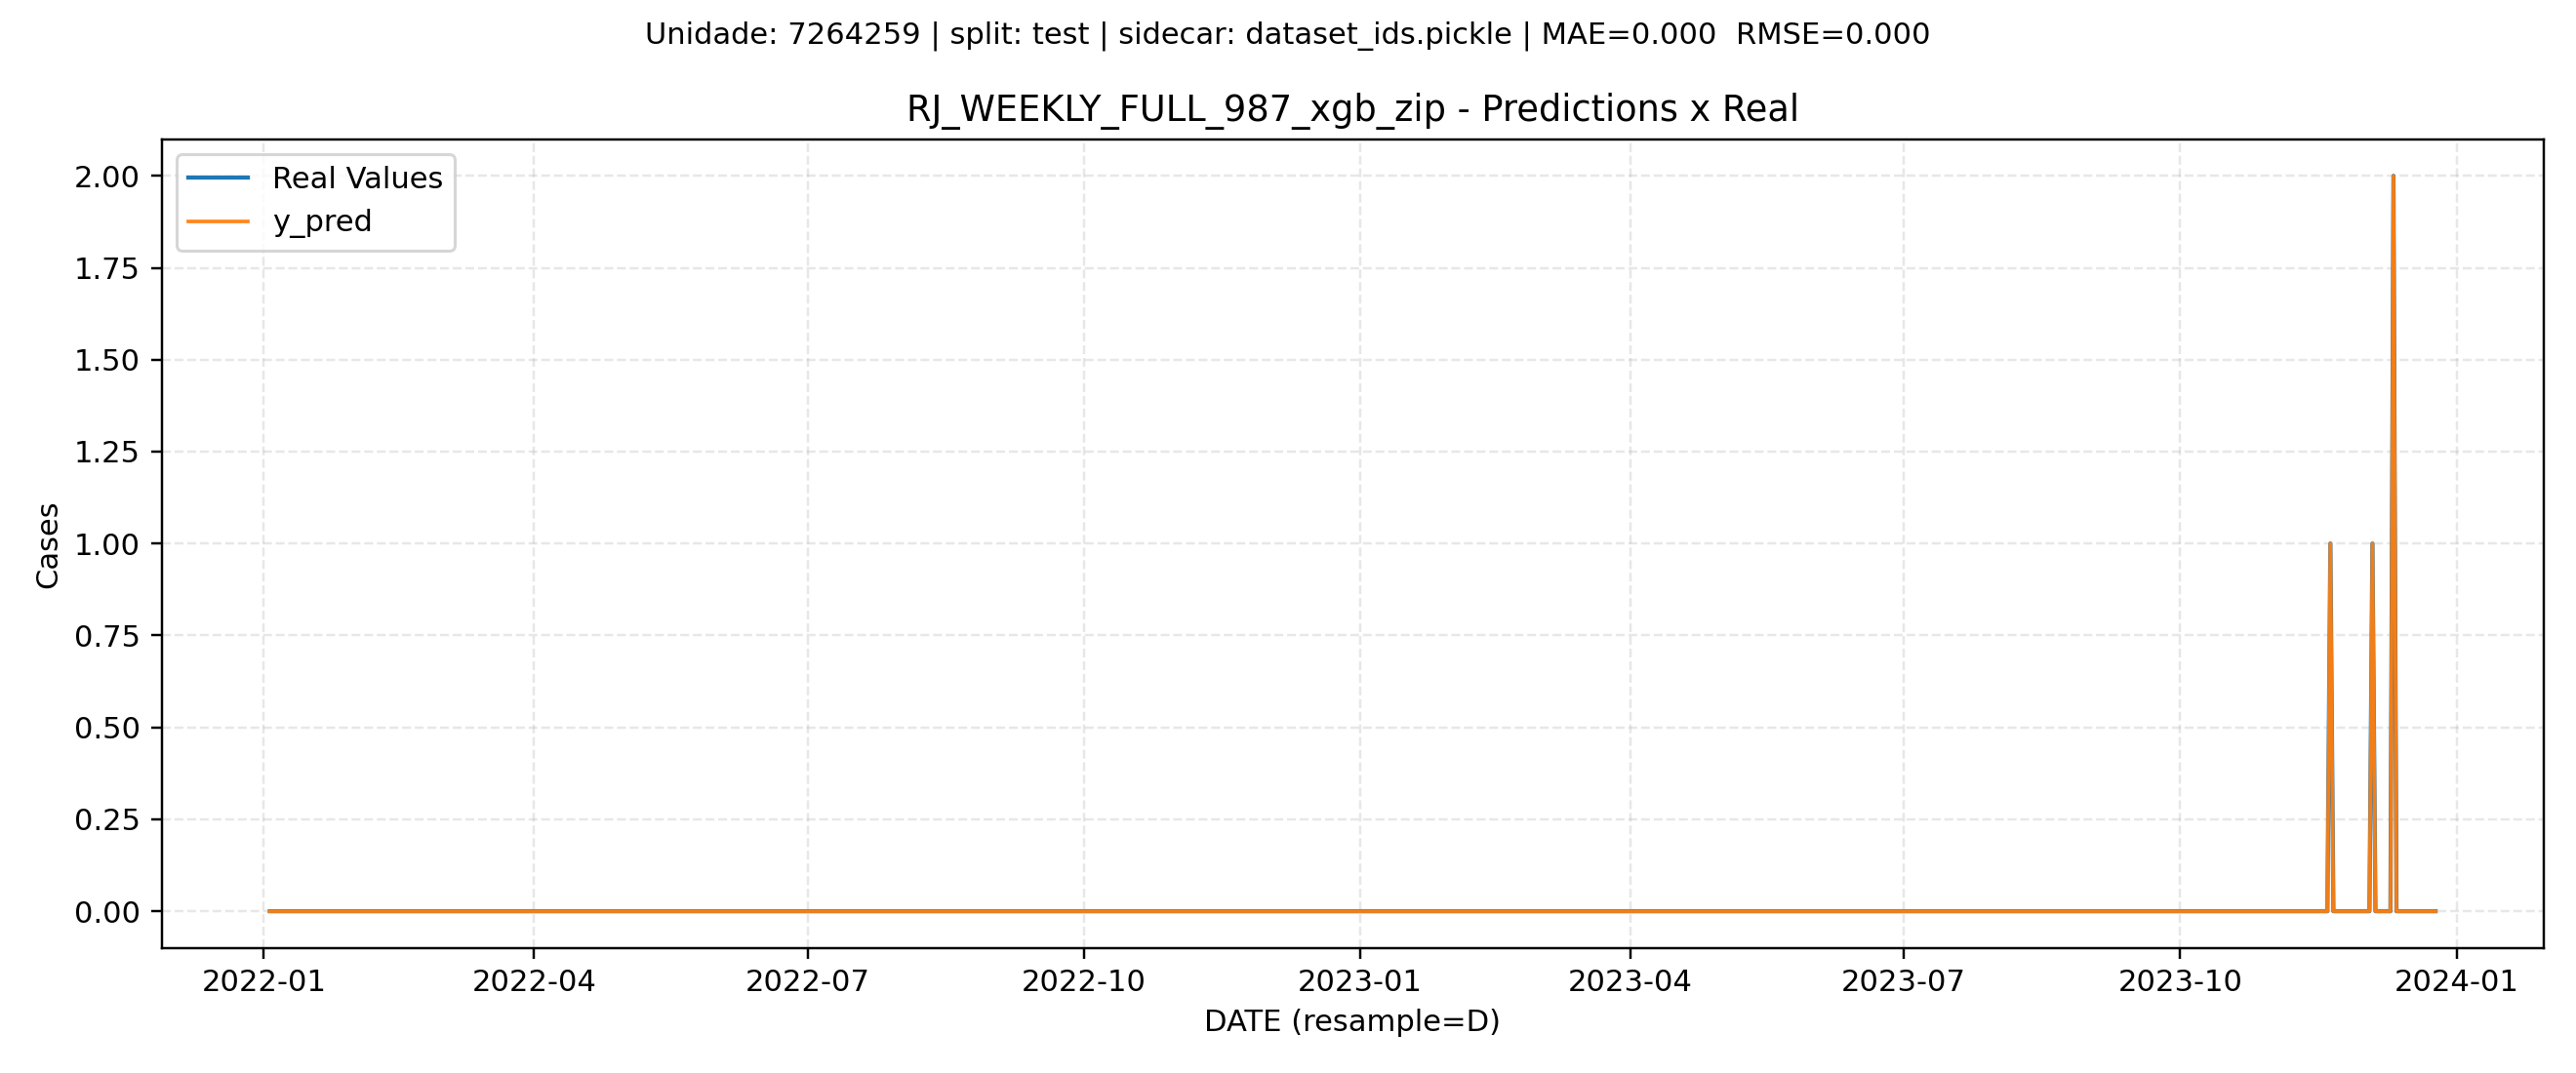 Unidade: 7264259 | split: test | sidecar: dataset_ids.pickle | MAE=0.000  RMSE=0.000
RJ_WEEKLY_FULL_987_xgb_zip - Predictions x Real
Real Values
y_pred
Cases
2.00
1.75
1.50
1.25
1.00
0.75
0.50
0.25
0.00
2022-01 2022-04 2022-07 2022-10 2023-01 2023-04 2023-07 2023-10 2024-01
DATE (resample=D)